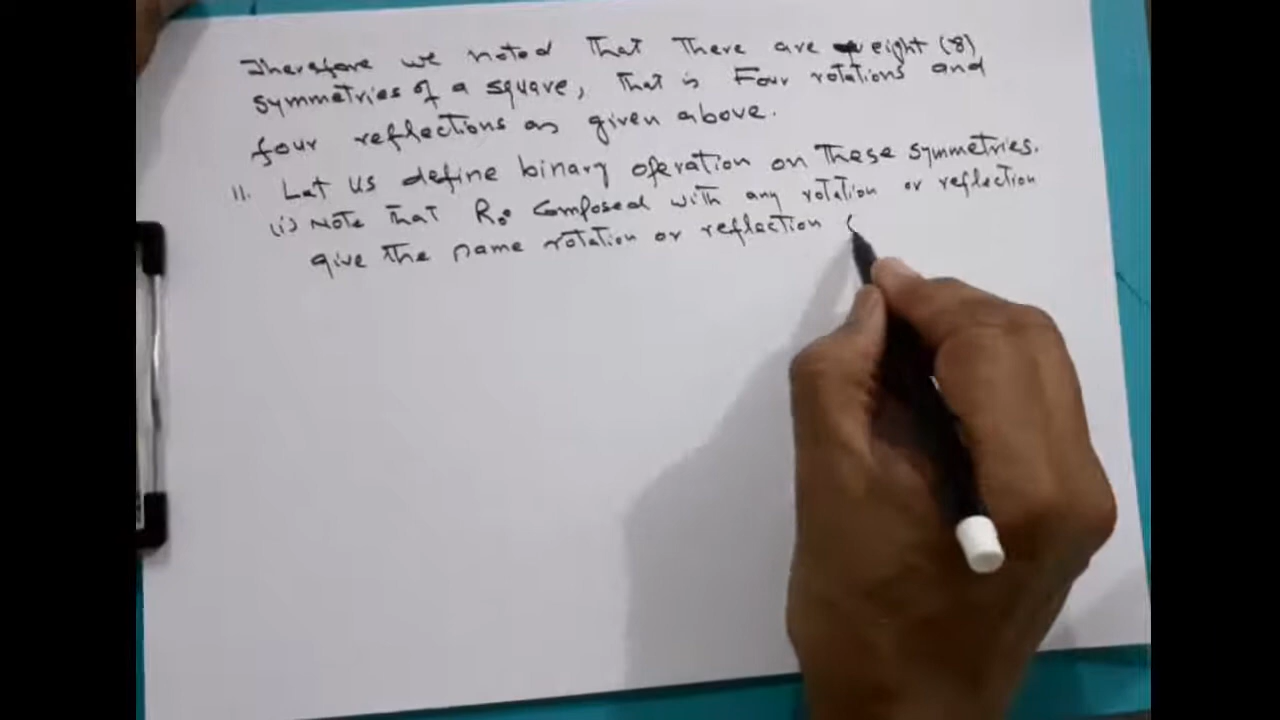 Therefore we noted that there are eight (8)
symmetries of a square, that is Four rotations and
four reflections as given above.
11. Let us define binary operation on these symmetries.
(i) Note that R₀ composed with any rotation or reflection
give the same rotation or reflection (